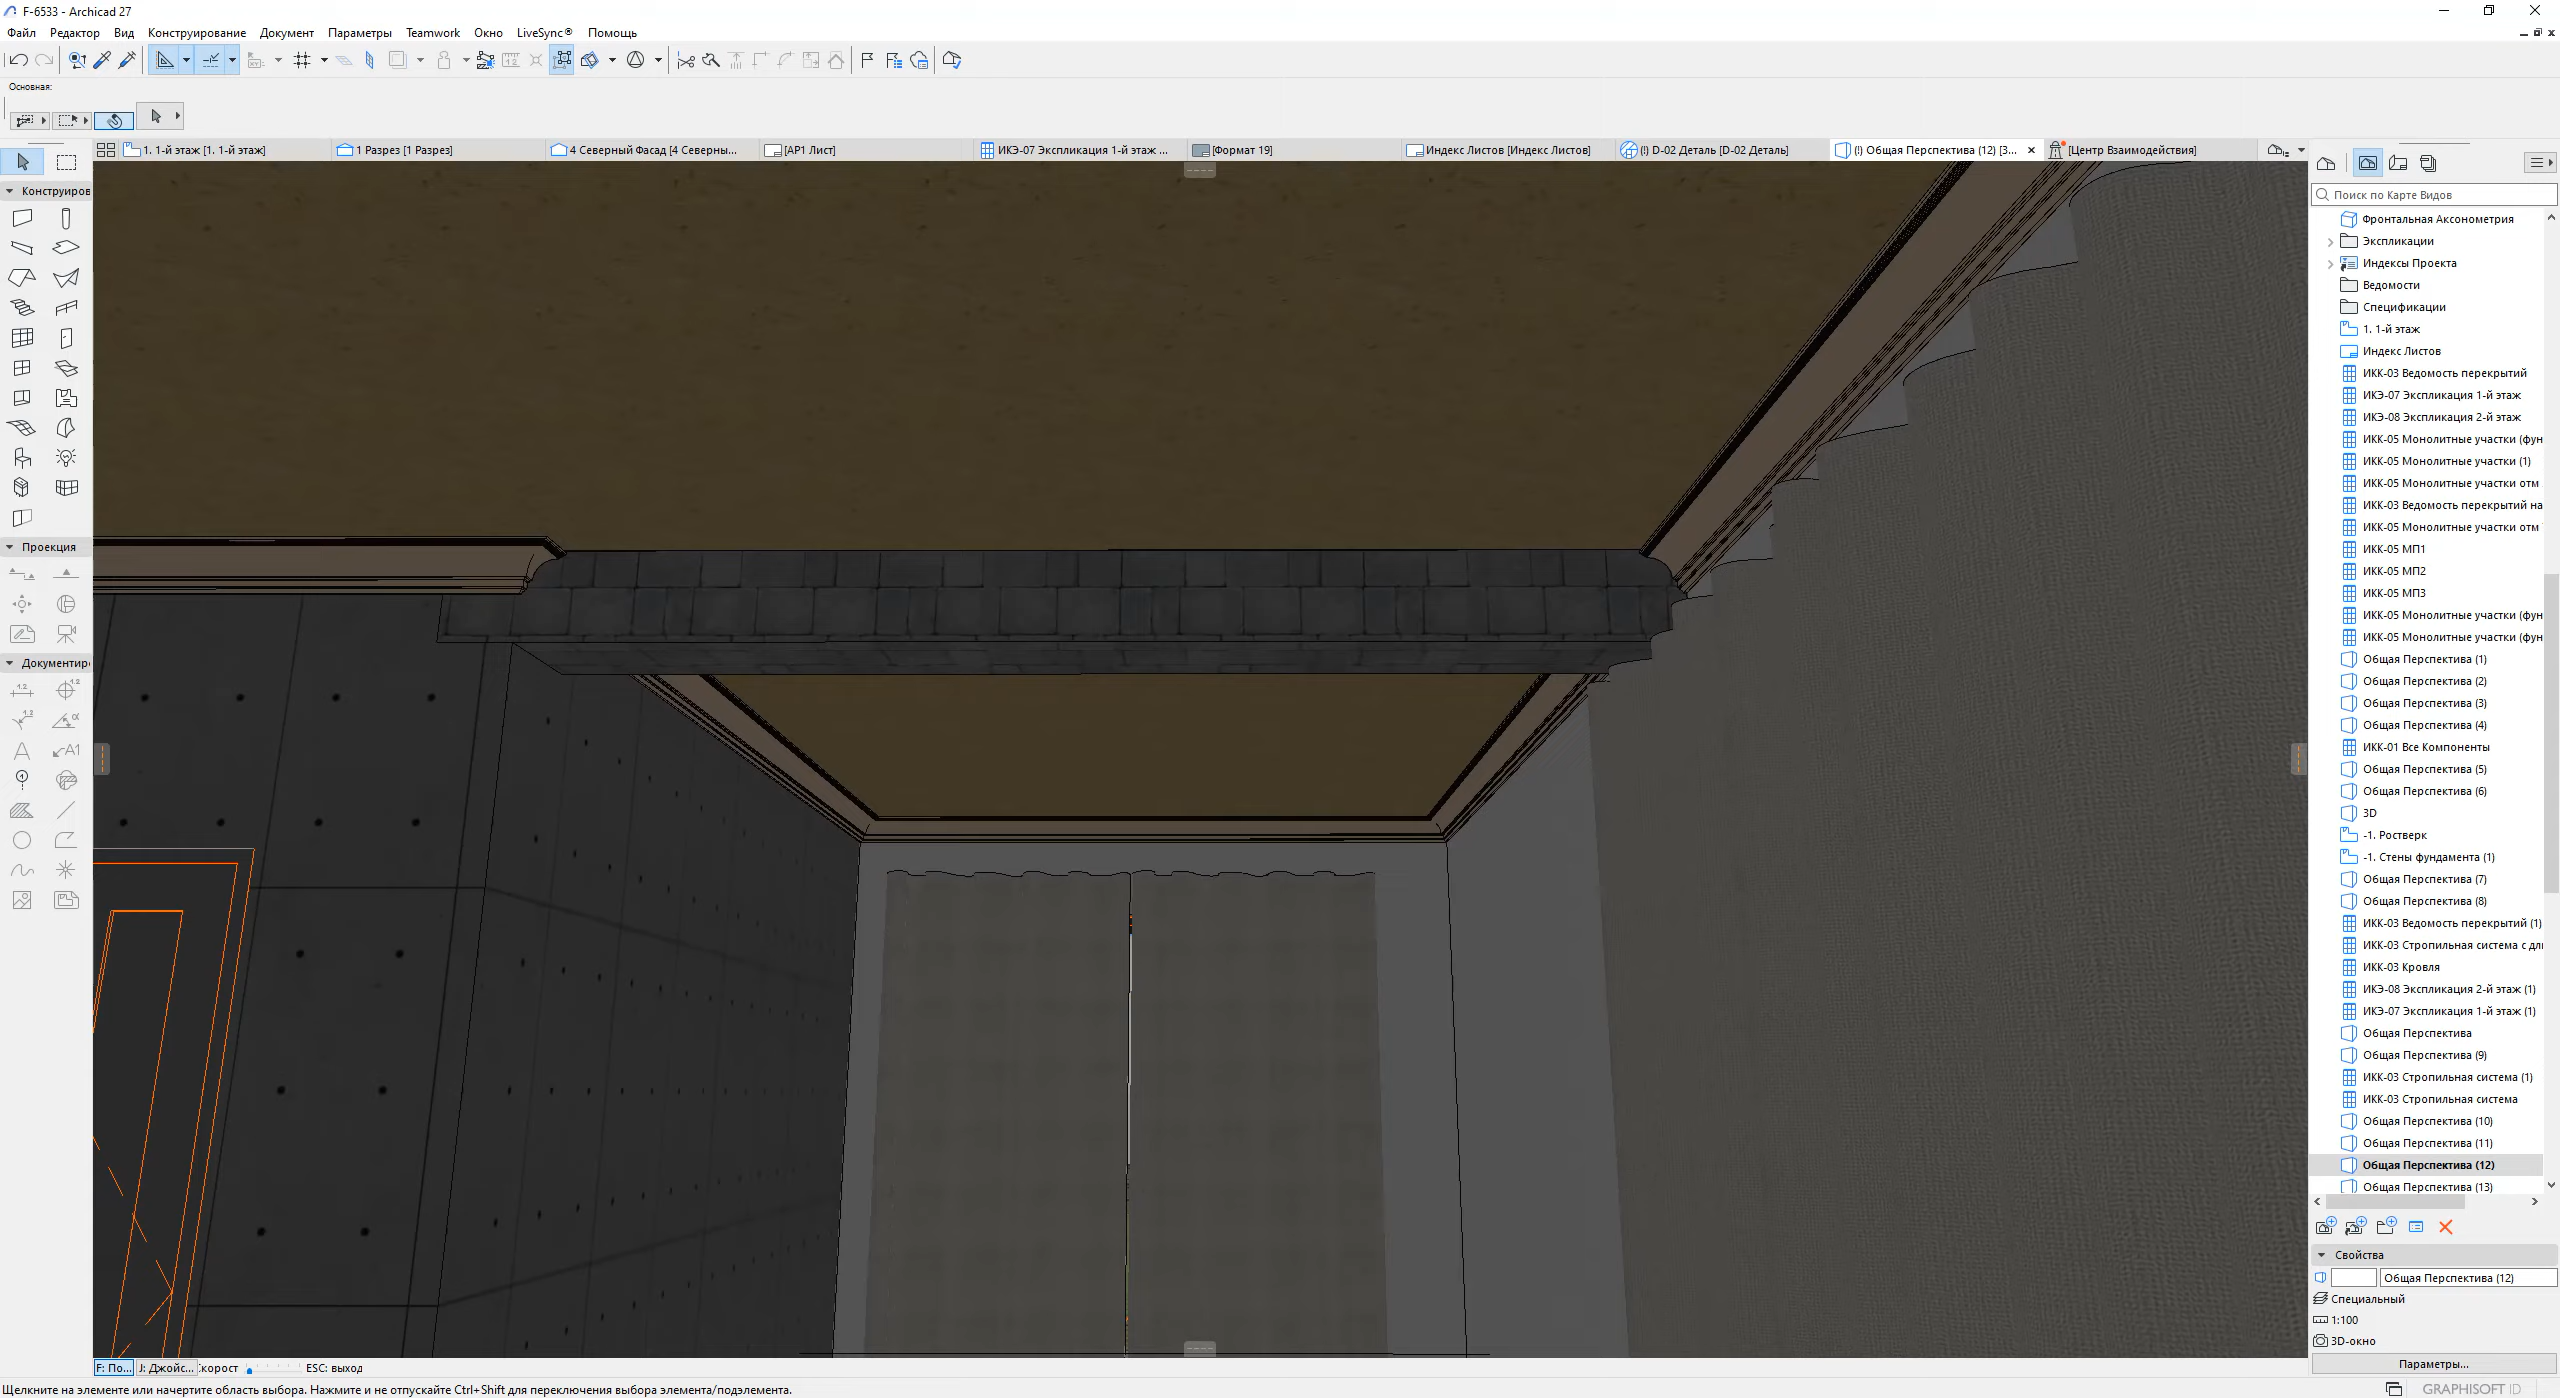 F-6533 - Archicad 27
Файл Редактор Вид Конструирование Документ Параметры Teamwork Окно LiveSync® Помощь
Основная:
1. 1-й этаж [1. 1-й этаж]
1 Разрез [1 Разрез]
4 Северный Фасад [4 Северны...
[АР1 Лист]
ИКЭ-07 Экспликация 1-й этаж ...
[Формат 19]
Индекс Листов [Индекс Листов]
(!) D-02 Деталь [D-02 Деталь]
(!) Общая Перспектива (12) [3...
[Центр Взаимодействия]
Конструиров
Проекция
Документир
Поиск по Карте Видов
Фронтальная Аксонометрия
Экспликации
Индексы Проекта
Ведомости
Спецификации
1. 1-й этаж
Индекс Листов
ИКК-03 Ведомость перекрытий
ИКЭ-07 Экспликация 1-й этаж
ИКЭ-08 Экспликация 2-й этаж
ИКК-05 Монолитные участки (фун
ИКК-05 Монолитные участки (1)
ИКК-05 Монолитные участки отм
ИКК-03 Ведомость перекрытий на
ИКК-05 Монолитные участки отм
ИКК-05 МП1
ИКК-05 МП2
ИКК-05 МП3
ИКК-05 Монолитные участки (фун
ИКК-05 Монолитные участки (фун
Общая Перспектива (1)
Общая Перспектива (2)
Общая Перспектива (3)
Общая Перспектива (4)
ИКК-01 Все Компоненты
Общая Перспектива (5)
Общая Перспектива (6)
3D
-1. Ростверк
-1. Стены фундамента (1)
Общая Перспектива (7)
Общая Перспектива (8)
ИКК-03 Ведомость перекрытий (1)
ИКК-03 Стропильная система с дл
ИКК-03 Кровля
ИКЭ-08 Экспликация 2-й этаж (1)
ИКЭ-07 Экспликация 1-й этаж (1)
Общая Перспектива
Общая Перспектива (9)
ИКК-03 Стропильная система (1)
ИКК-03 Стропильная система
Общая Перспектива (10)
Общая Перспектива (11)
Общая Перспектива (12)
Общая Перспектива (13)
Свойства
Общая Перспектива (12)
Специальный
1:100
3D-окно
Параметры...
F: По... J: Джойс... Скорост ESC: выход
Щелкните на элементе или начертите область выбора. Нажмите и не отпускайте Ctrl+Shift для переключения выбора элемента/подэлемента.
GRAPHISOFT ID